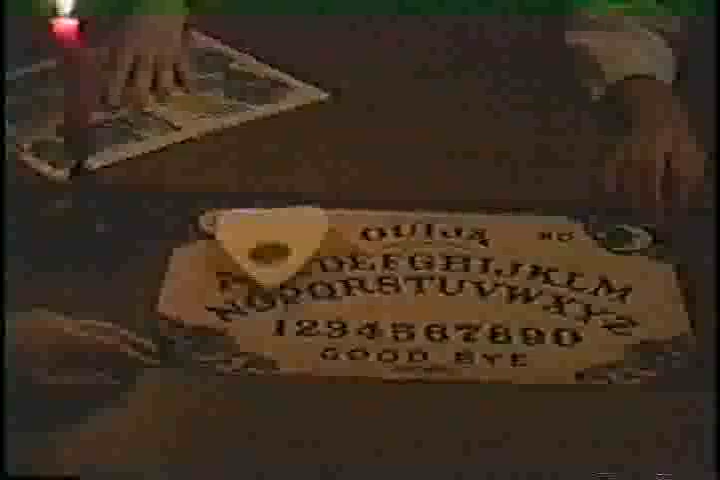 OUIJA NO
A DEFGHIJKLM
NOPQRSTUVWXYZ
1234567890
GOOD BYE